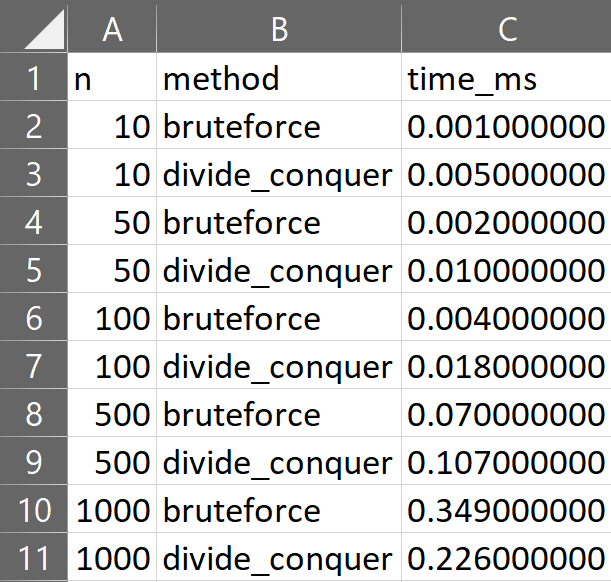 A B C
1 n method time_ms
2 10 bruteforce 0.001000000
3 10 divide_conquer 0.005000000
4 50 bruteforce 0.002000000
5 50 divide_conquer 0.010000000
6 100 bruteforce 0.004000000
7 100 divide_conquer 0.018000000
8 500 bruteforce 0.070000000
9 500 divide_conquer 0.107000000
10 1000 bruteforce 0.349000000
11 1000 divide_conquer 0.226000000